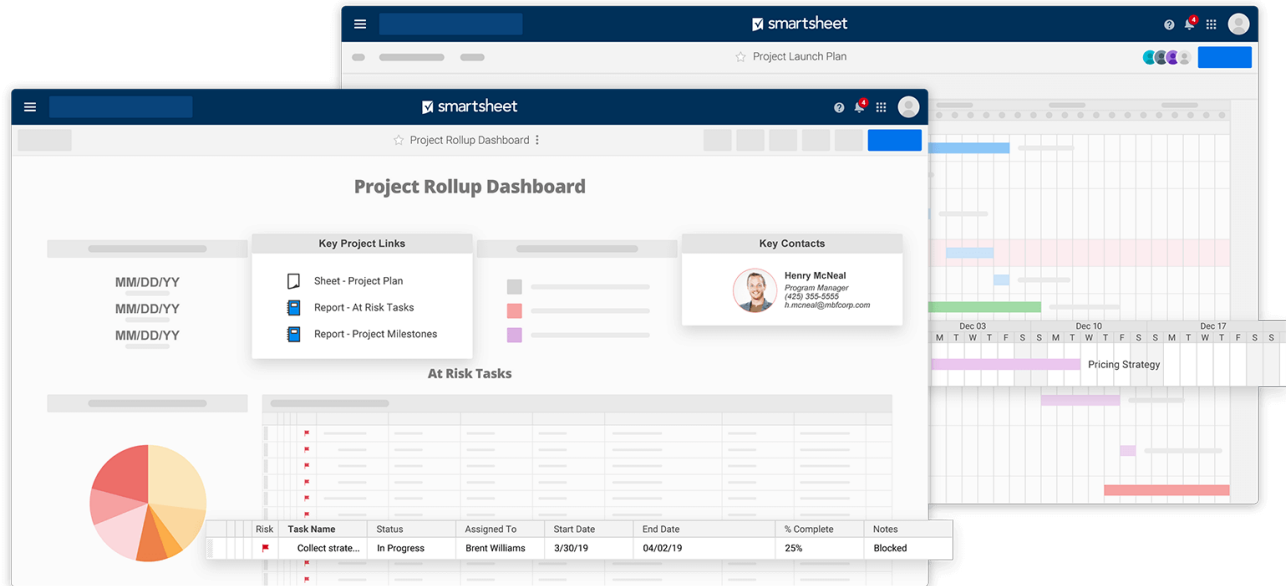 smartsheet
4
Project Launch Plan
smartsheet
4
Project Rollup Dashboard
Project Rollup Dashboard
Key Project Links
Sheet - Project Plan
Report - At Risk Tasks
Report - Project Milestones
MM/DD/YY
MM/DD/YY
MM/DD/YY
Key Contacts
Henry McNeal
Program Manager
(425) 355-5555
h.mcneal@mbfcorp.com
Dec 03 Dec 10 Dec 17
M T W T F S S M T W T F S S M T W T F S S
Pricing Strategy
At Risk Tasks
Risk Task Name Status Assigned To Start Date End Date % Complete Notes
Collect strate... In Progress Brent Williams 3/30/19 04/02/19 25% Blocked